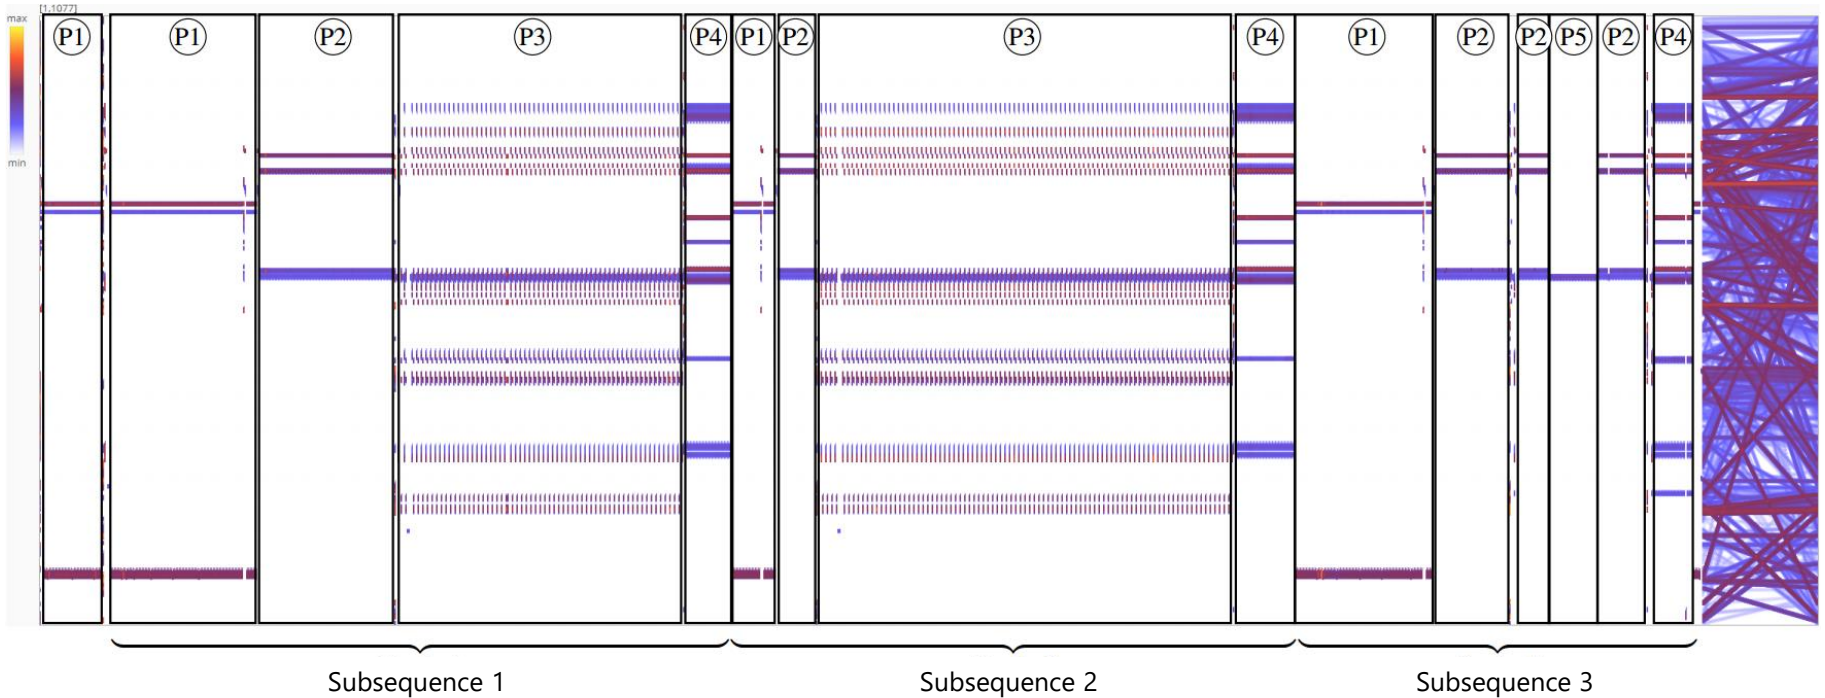 [1,1077]
max
min
P1 P1 P2 P3 P4 P1 P2 P3 P4 P1 P2 P2 P5 P2 P4
Subsequence 1 Subsequence 2 Subsequence 3